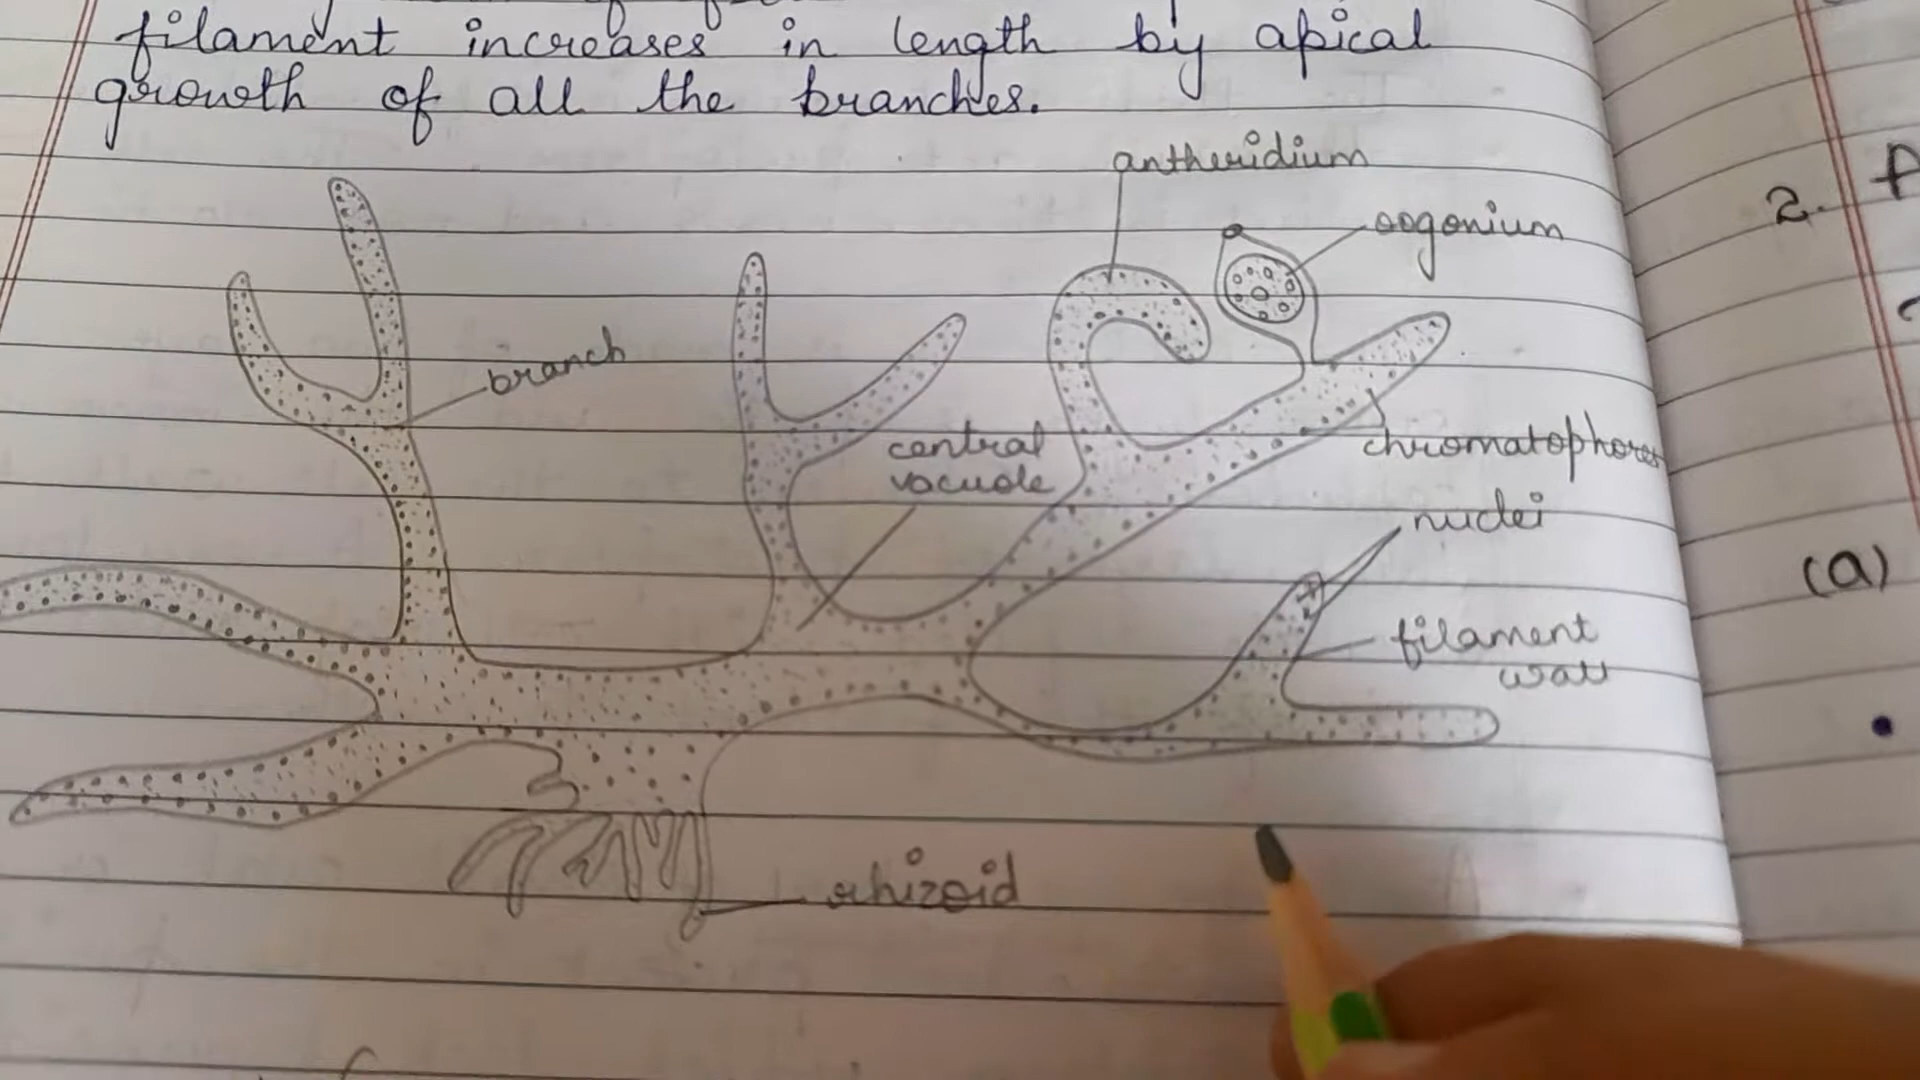 filament increases in length by apical
growth of all the branches.
antheridium
oogonium
branch
central
vacuole
chromatophores
nuclei
filament
wall
rhizoid
2.
(a)